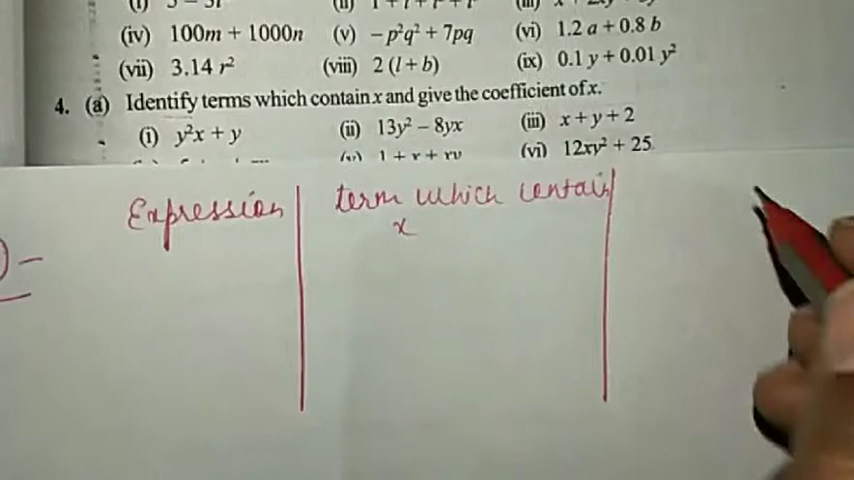 (iv) 100m + 1000n (v) – p²q² + 7pq (vi) 1.2 a + 0.8 b
(vii) 3.14 r² (viii) 2 (l + b) (ix) 0.1 y + 0.01 y²
4. (a) Identify terms which contain x and give the coefficient of x.
(i) y²x + y (ii) 13y² – 8yx (iii) x + y + 2
(vi) 12xy² + 25
Expression term which contain
x